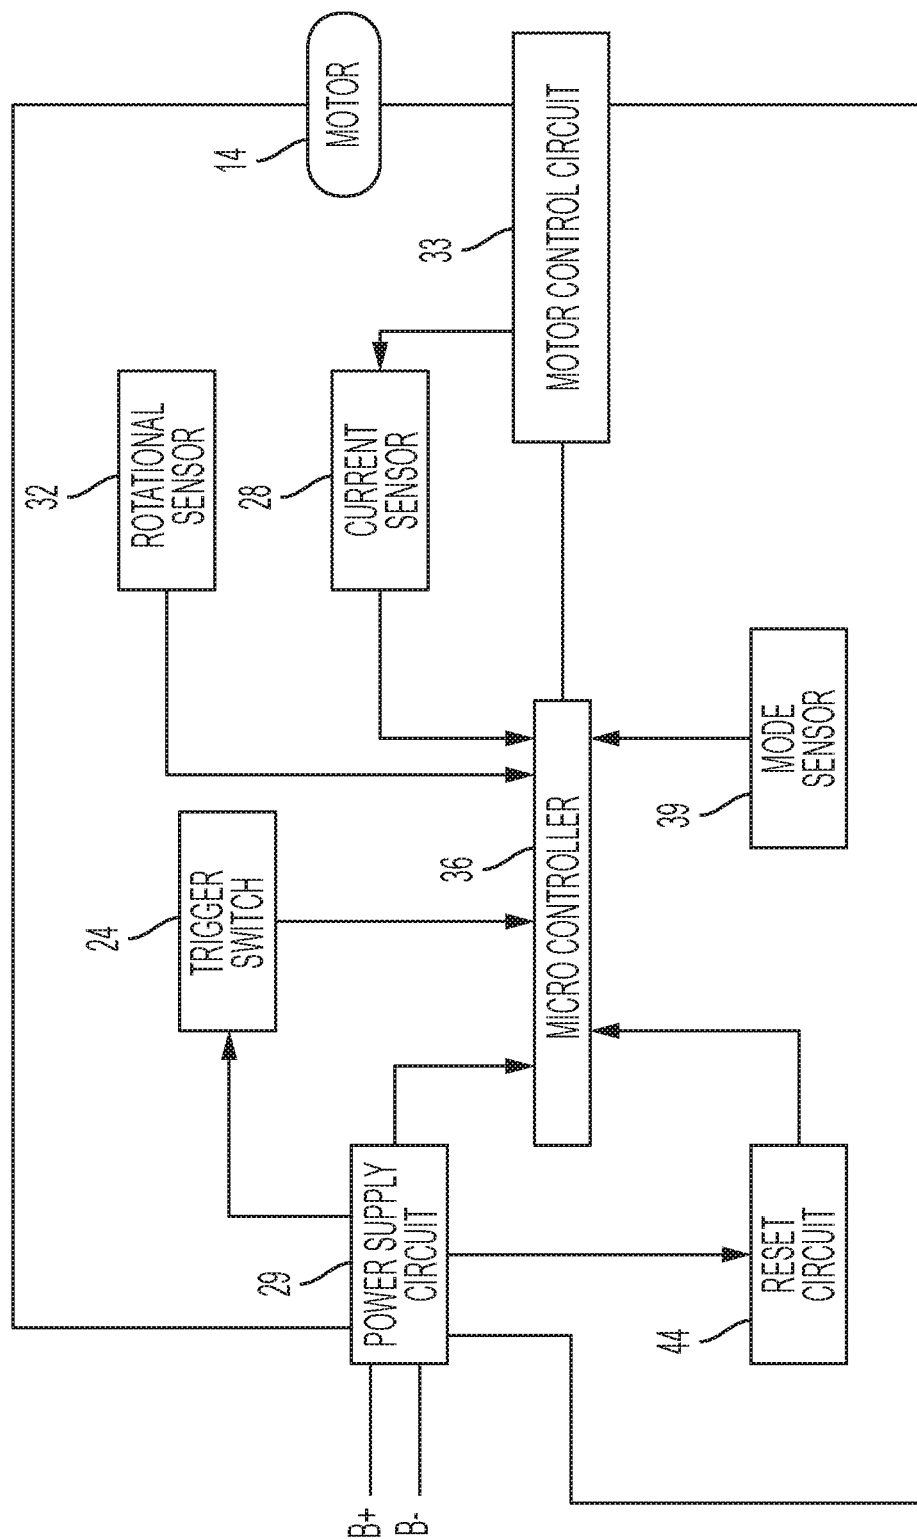 14
MOTOR
33
MOTOR CONTROL CIRCUIT
32
ROTATIONAL
SENSOR
28
CURRENT
SENSOR
24
TRIGGER
SWITCH
36
MICRO CONTROLLER
39
MODE
SENSOR
29
POWER SUPPLY
CIRCUIT
44
RESET
CIRCUIT
B+
B-